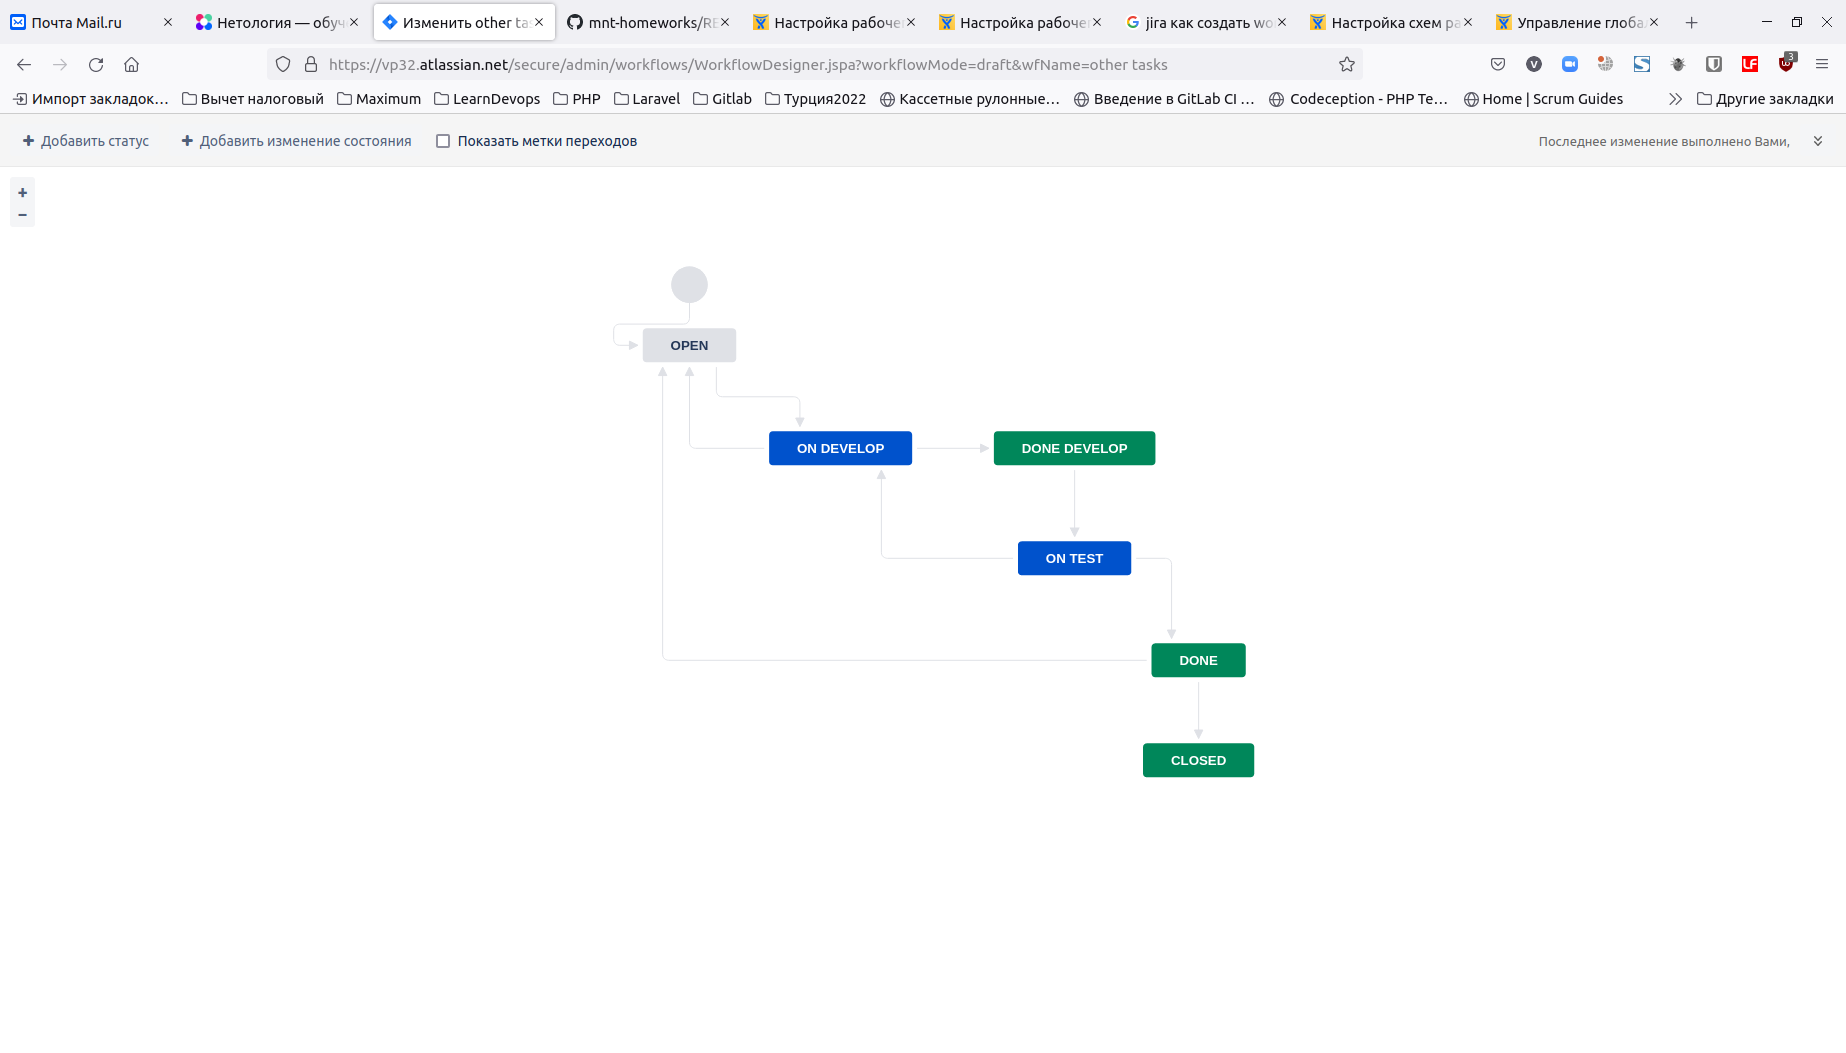 Почта Mail.ru
Нетология — обуч
Изменить other ta
mnt-homeworks/RE
Настройка рабоче
Настройка рабоче
jira как создать wo
Настройка схем ра
Управление глоба
https://vp32.atlassian.net/secure/admin/workflows/WorkflowDesigner.jspa?workflowMode=draft&wfName=other tasks
3
Импорт закладок…
Вычет налоговый
Maximum
LearnDevops
PHP
Laravel
Gitlab
Турция2022
Кассетные рулонные…
Введение в GitLab CI …
Codeception - PHP Te…
Home | Scrum Guides
Другие закладки
Добавить статус
Добавить изменение состояния
Показать метки переходов
Последнее изменение выполнено Вами,
OPEN
ON DEVELOP
DONE DEVELOP
ON TEST
DONE
CLOSED